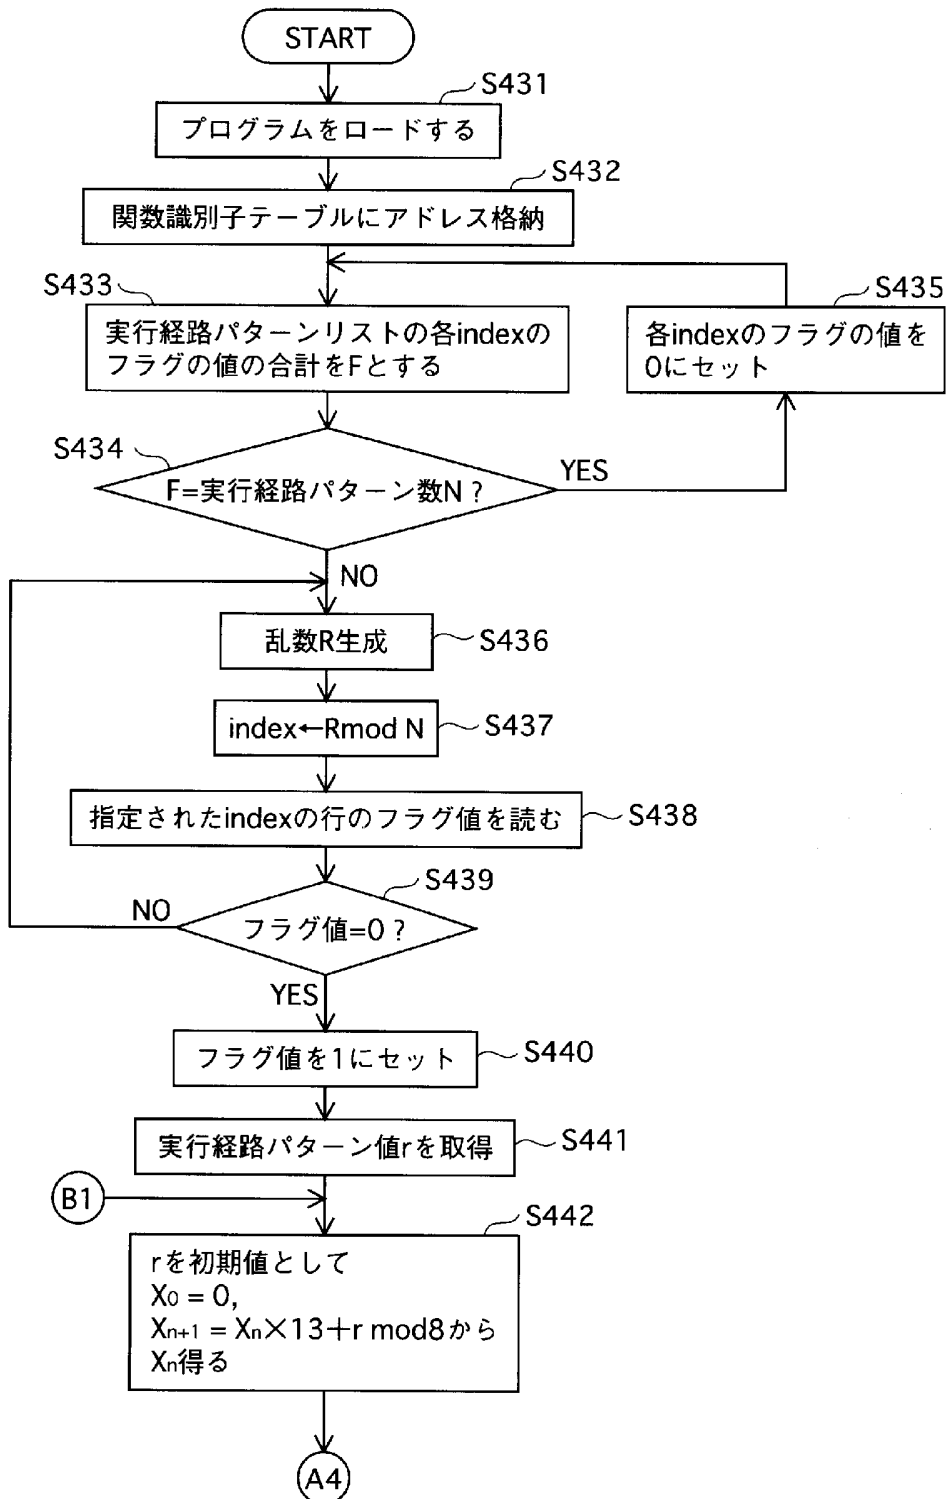 START
S431
プログラムをロードする
S432
関数識別子テーブルにアドレス格納
S433
実行経路パターンリストの各indexの
フラグの値の合計をFとする
S435
各indexのフラグの値を
0にセット
S434
F=実行経路パターン数N？
YES
NO
乱数R生成
S436
index←Rmod N
S437
指定されたindexの行のフラグ値を読む
S438
S439
フラグ値=0？
NO
YES
フラグ値を1にセット
S440
実行経路パターン値rを取得
S441
B1
S442
rを初期値として
X₀ = 0,
Xₙ₊₁ = Xₙ×13+r mod8から
Xₙ得る
A4